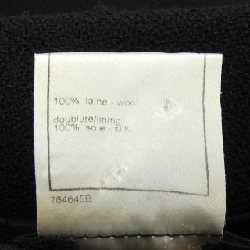 100% laine - wool
doublure/lining
100% soie - silk
76464EB